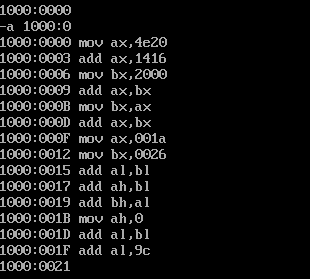 1000:0000
-a 1000:0
1000:0000 mov ax,4e20
1000:0003 add ax,1416
1000:0006 mov bx,2000
1000:0009 add ax,bx
1000:000B mov bx,ax
1000:000D add ax,bx
1000:000F mov ax,001a
1000:0012 mov bx,0026
1000:0015 add al,bl
1000:0017 add ah,bl
1000:0019 add bh,al
1000:001B mov ah,0
1000:001D add al,bl
1000:001F add al,9c
1000:0021